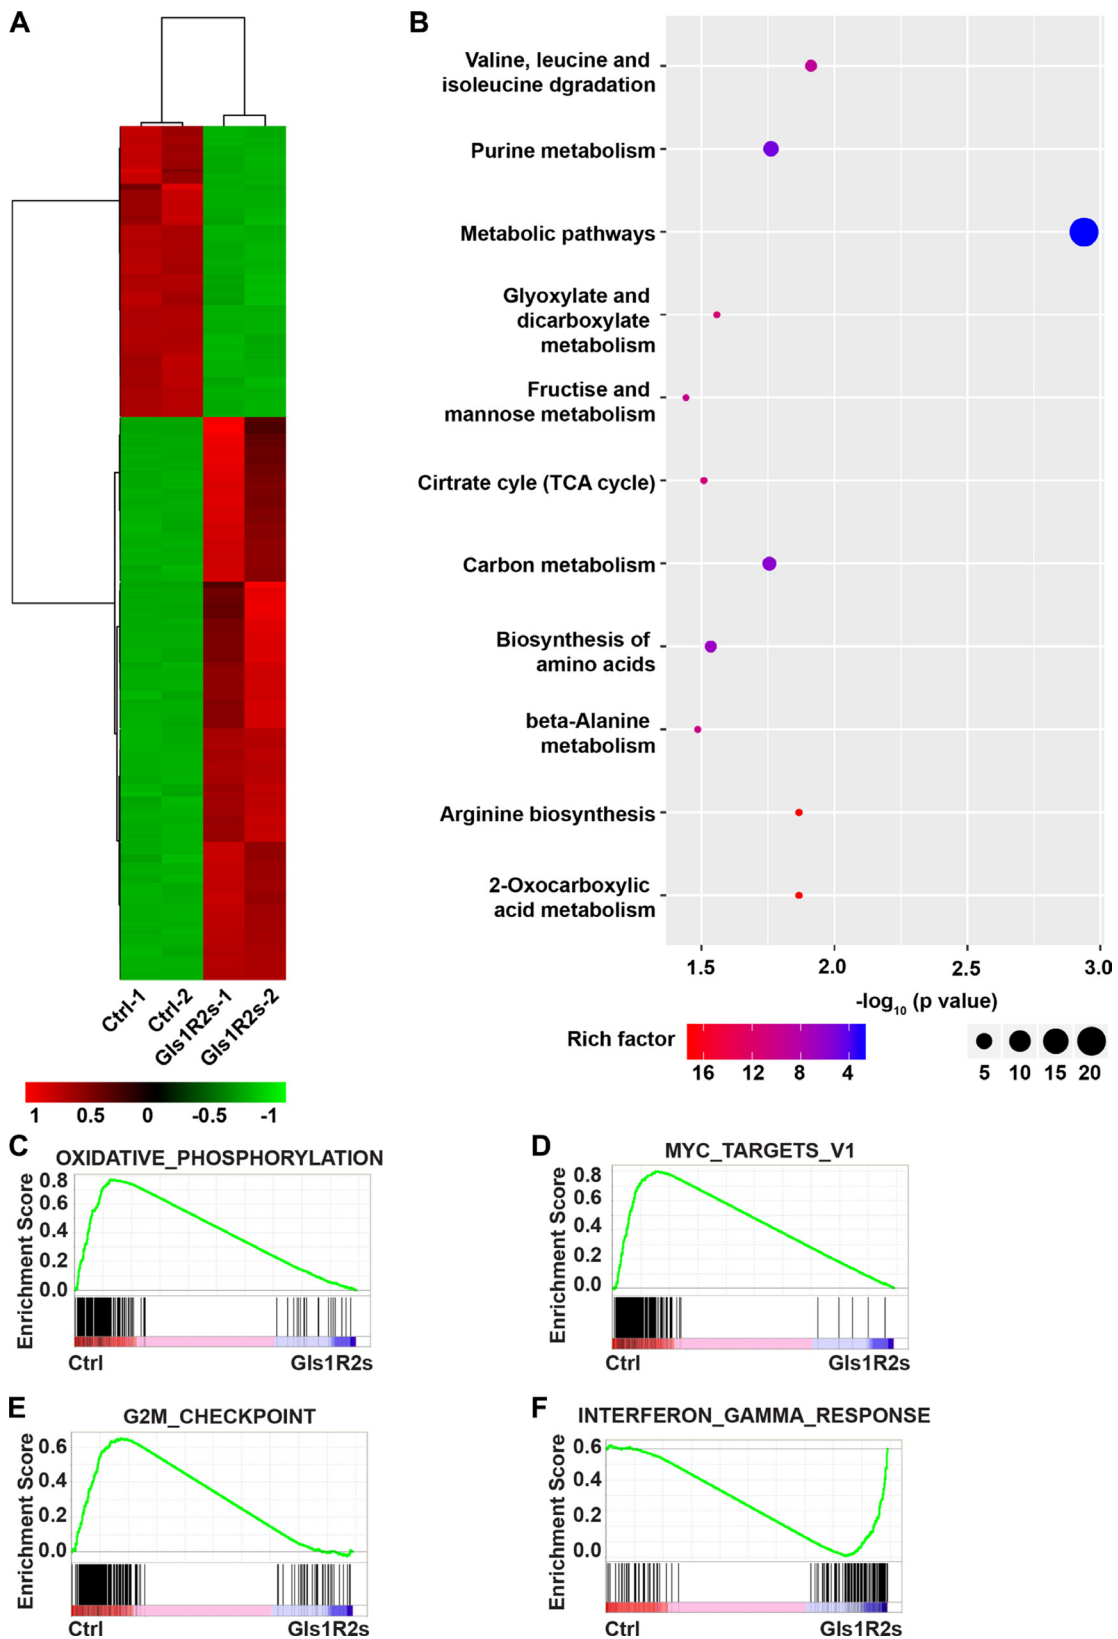 A
B
Valine, leucine and
isoleucine dgradation
Purine metabolism
Metabolic pathways
Glyoxylate and
dicarboxylate
metabolism
Fructise and
mannose metabolism
Cirtrate cyle (TCA cycle)
Carbon metabolism
Biosynthesis of
amino acids
beta-Alanine
metabolism
Arginine biosynthesis
2-Oxocarboxylic
acid metabolism
1.5 2.0 2.5 3.0
-log10 (p value)
Ctrl-1 Ctrl-2 Gls1R2s-1 Gls1R2s-2
Rich factor
16 12 8 4
5 10 15 20
1 0.5 0 -0.5 -1
C
OXIDATIVE_PHOSPHORYLATION
Enrichment Score
0.8
0.6
0.4
0.2
0.0
Ctrl Gls1R2s
D
MYC_TARGETS_V1
Enrichment Score
0.8
0.6
0.4
0.2
0.0
Ctrl Gls1R2s
E
G2M_CHECKPOINT
Enrichment Score
0.6
0.4
0.2
0.0
Ctrl Gls1R2s
F
INTERFERON_GAMMA_RESPONSE
Enrichment Score
0.6
0.4
0.2
0.0
Ctrl Gls1R2s